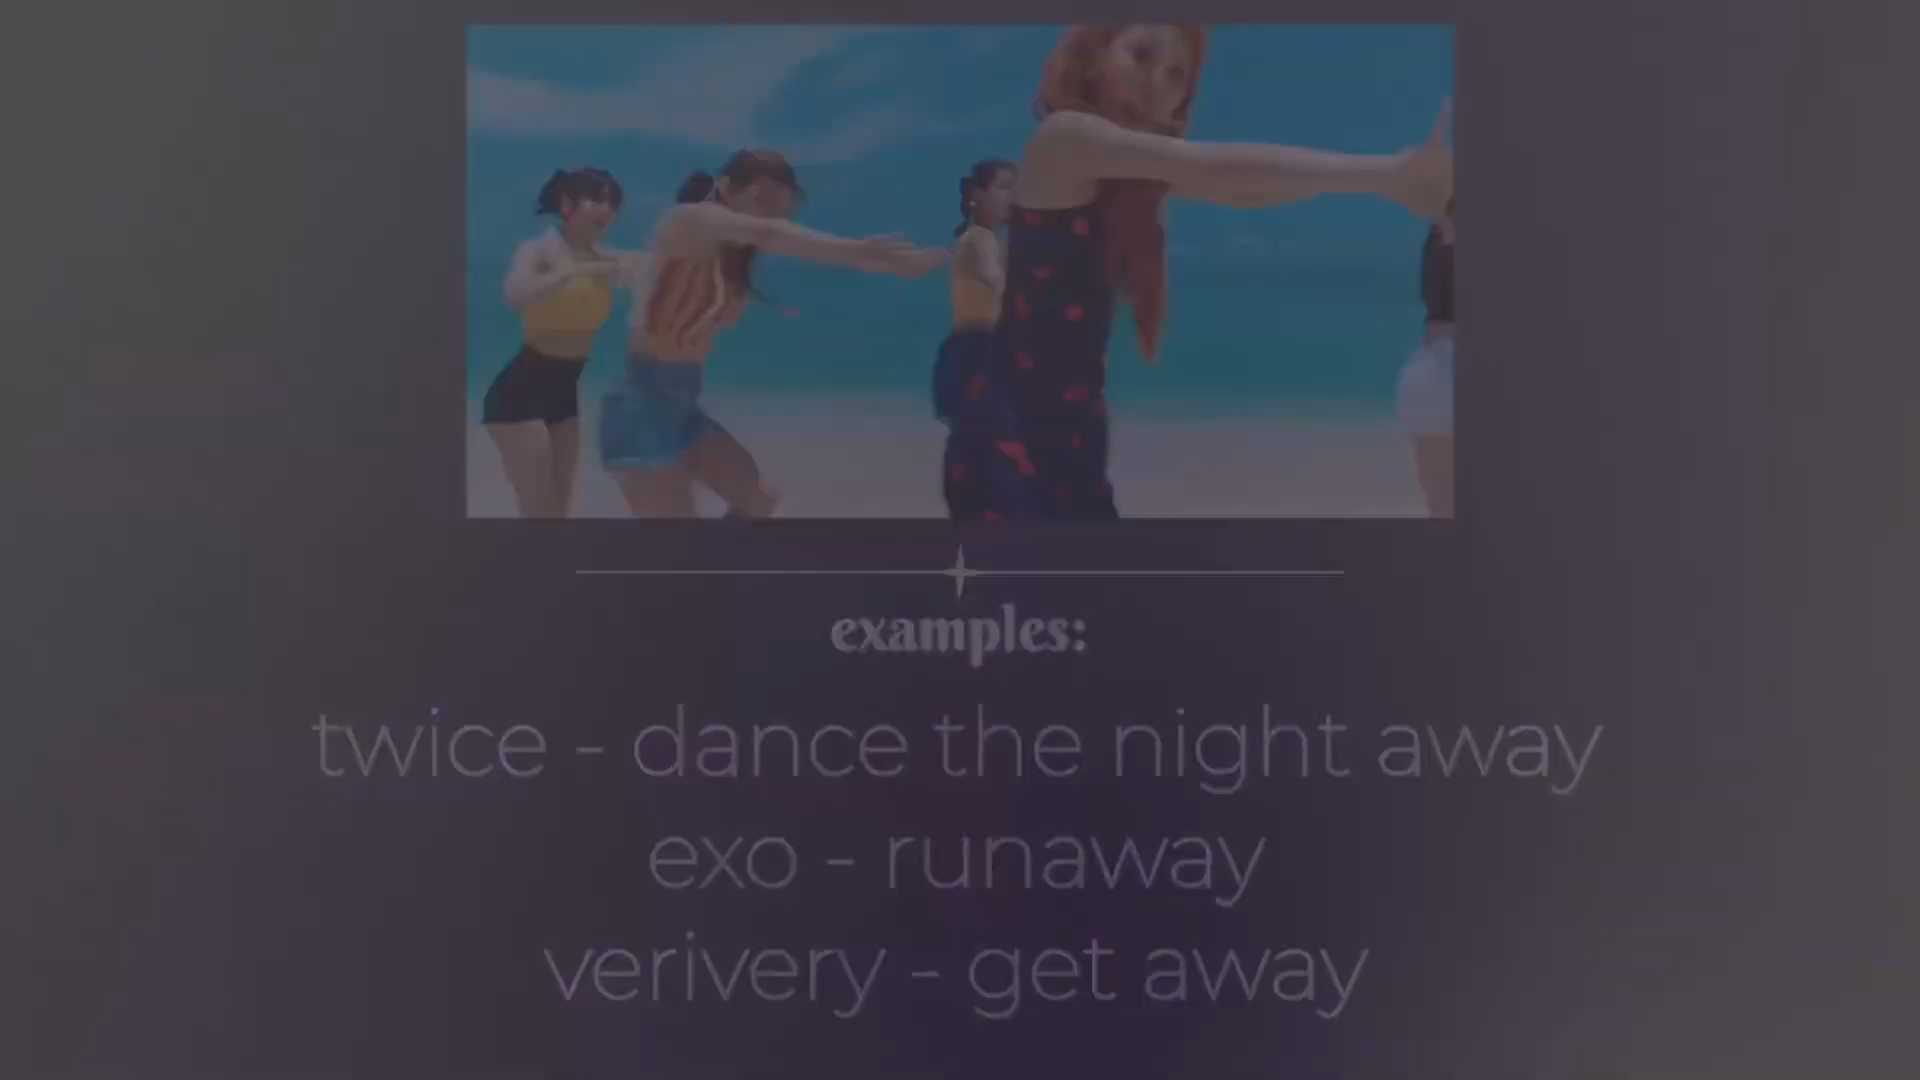 examples:
twice - dance the night away
exo - runaway
verivery - get away